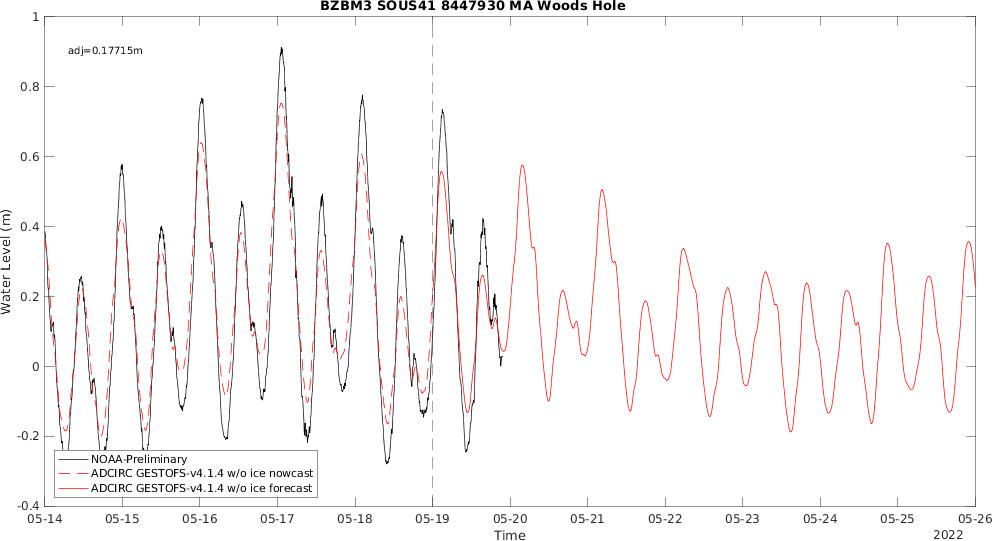 BZBM3 SOUS41 8447930 MA Woods Hole
adj=0.17715m
Water Level (m)
1
0.8
0.6
0.4
0.2
0
-0.2
-0.4
NOAA-Preliminary
ADCIRC GESTOFS-v4.1.4 w/o ice nowcast
ADCIRC GESTOFS-v4.1.4 w/o ice forecast
05-14 05-15 05-16 05-17 05-18 05-19 05-20 05-21 05-22 05-23 05-24 05-25 05-26
Time
2022